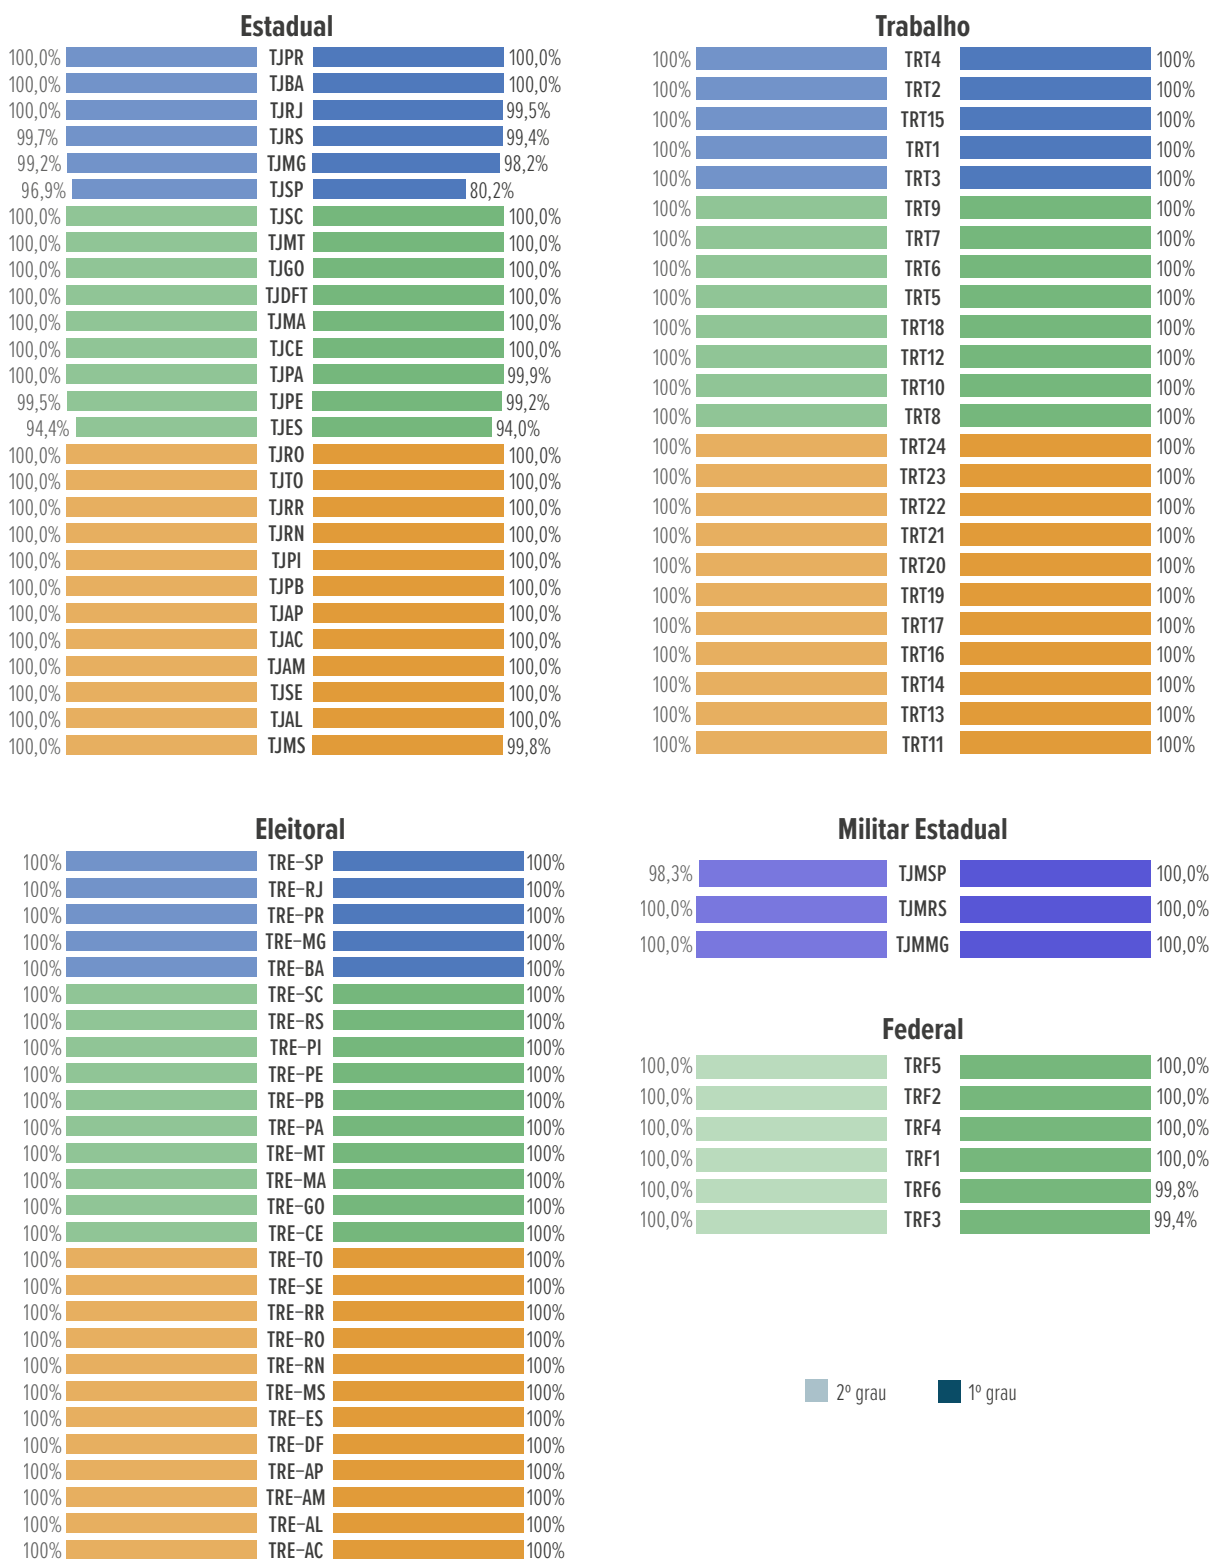 Estadual
100,0% TJPR 100,0%
100,0% TJBA 100,0%
100,0% TJRJ 99,5%
99,7% TJRS 99,4%
99,2% TJMG 98,2%
96,9% TJSP 80,2%
100,0% TJSC 100,0%
100,0% TJMT 100,0%
100,0% TJGO 100,0%
100,0% TJDFT 100,0%
100,0% TJMA 100,0%
100,0% TJCE 100,0%
100,0% TJPA 99,9%
99,5% TJPE 99,2%
94,4% TJES 94,0%
100,0% TJRO 100,0%
100,0% TJTO 100,0%
100,0% TJRR 100,0%
100,0% TJRN 100,0%
100,0% TJPI 100,0%
100,0% TJPB 100,0%
100,0% TJAP 100,0%
100,0% TJAC 100,0%
100,0% TJAM 100,0%
100,0% TJSE 100,0%
100,0% TJAL 100,0%
100,0% TJMS 99,8%
Trabalho
100% TRT4 100%
100% TRT2 100%
100% TRT15 100%
100% TRT1 100%
100% TRT3 100%
100% TRT9 100%
100% TRT7 100%
100% TRT6 100%
100% TRT5 100%
100% TRT18 100%
100% TRT12 100%
100% TRT10 100%
100% TRT8 100%
100% TRT24 100%
100% TRT23 100%
100% TRT22 100%
100% TRT21 100%
100% TRT20 100%
100% TRT19 100%
100% TRT17 100%
100% TRT16 100%
100% TRT14 100%
100% TRT13 100%
100% TRT11 100%
Eleitoral
100% TRE-SP 100%
100% TRE-RJ 100%
100% TRE-PR 100%
100% TRE-MG 100%
100% TRE-BA 100%
100% TRE-SC 100%
100% TRE-RS 100%
100% TRE-PI 100%
100% TRE-PE 100%
100% TRE-PB 100%
100% TRE-PA 100%
100% TRE-MT 100%
100% TRE-MA 100%
100% TRE-GO 100%
100% TRE-CE 100%
100% TRE-TO 100%
100% TRE-SE 100%
100% TRE-RR 100%
100% TRE-RO 100%
100% TRE-RN 100%
100% TRE-MS 100%
100% TRE-ES 100%
100% TRE-DF 100%
100% TRE-AP 100%
100% TRE-AM 100%
100% TRE-AL 100%
100% TRE-AC 100%
Militar Estadual
98,3% TJMSP 100,0%
100,0% TJMRS 100,0%
100,0% TJMMG 100,0%
Federal
100,0% TRF5 100,0%
100,0% TRF2 100,0%
100,0% TRF4 100,0%
100,0% TRF1 100,0%
100,0% TRF6 99,8%
100,0% TRF3 99,4%
2º grau 1º grau